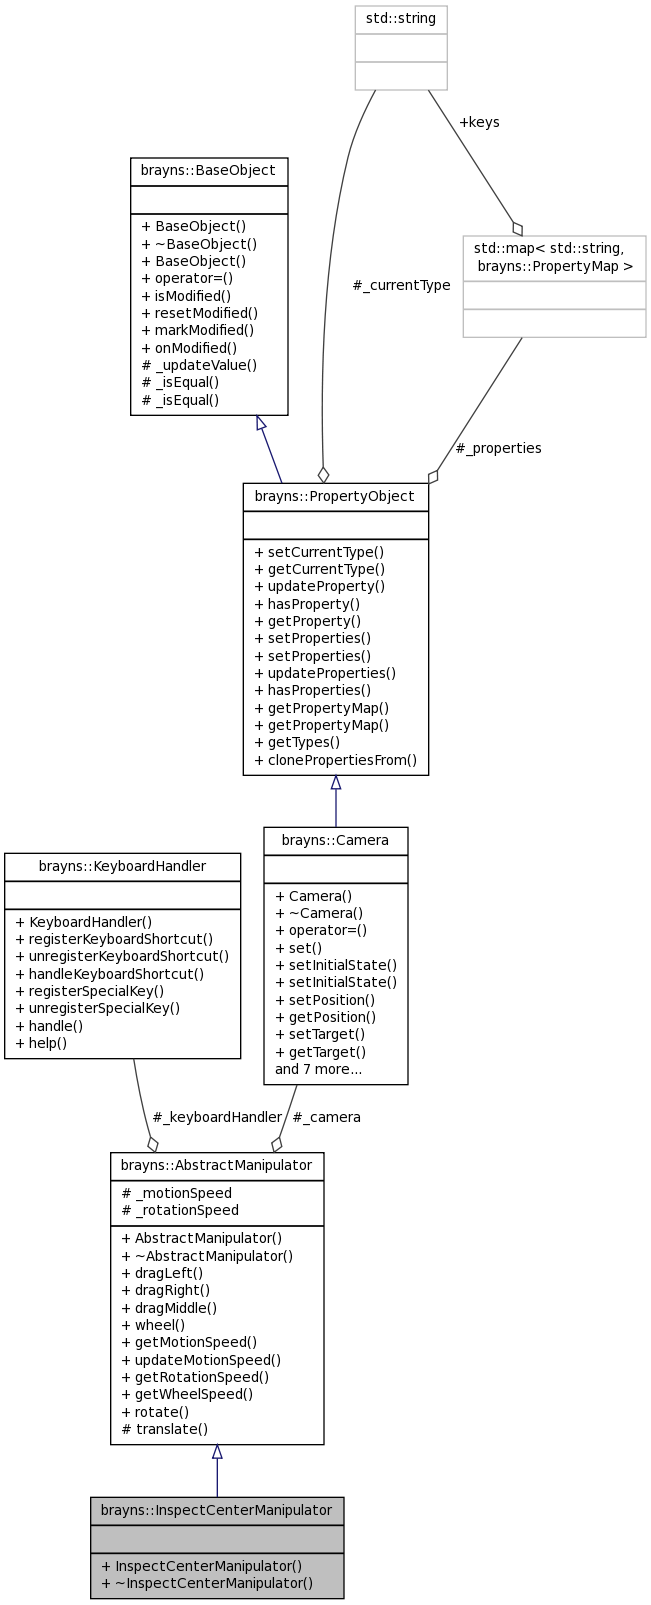 std::string
+keys
brayns::BaseObject
+ BaseObject()
+ ~BaseObject()
+ BaseObject()
+ operator=()
+ isModified()
+ resetModified()
+ markModified()
+ onModified()
# _updateValue()
# _isEqual()
# _isEqual()
std::map< std::string,
brayns::PropertyMap >
#_currentType
#_properties
brayns::PropertyObject
+ setCurrentType()
+ getCurrentType()
+ updateProperty()
+ hasProperty()
+ getProperty()
+ setProperties()
+ setProperties()
+ updateProperties()
+ hasProperties()
+ getPropertyMap()
+ getPropertyMap()
+ getTypes()
+ clonePropertiesFrom()
brayns::KeyboardHandler
+ KeyboardHandler()
+ registerKeyboardShortcut()
+ unregisterKeyboardShortcut()
+ handleKeyboardShortcut()
+ registerSpecialKey()
+ unregisterSpecialKey()
+ handle()
+ help()
brayns::Camera
+ Camera()
+ ~Camera()
+ operator=()
+ set()
+ setInitialState()
+ setInitialState()
+ setPosition()
+ getPosition()
+ setTarget()
+ getTarget()
and 7 more...
#_keyboardHandler
#_camera
brayns::AbstractManipulator
# _motionSpeed
# _rotationSpeed
+ AbstractManipulator()
+ ~AbstractManipulator()
+ dragLeft()
+ dragRight()
+ dragMiddle()
+ wheel()
+ getMotionSpeed()
+ updateMotionSpeed()
+ getRotationSpeed()
+ getWheelSpeed()
+ rotate()
# translate()
brayns::InspectCenterManipulator
+ InspectCenterManipulator()
+ ~InspectCenterManipulator()